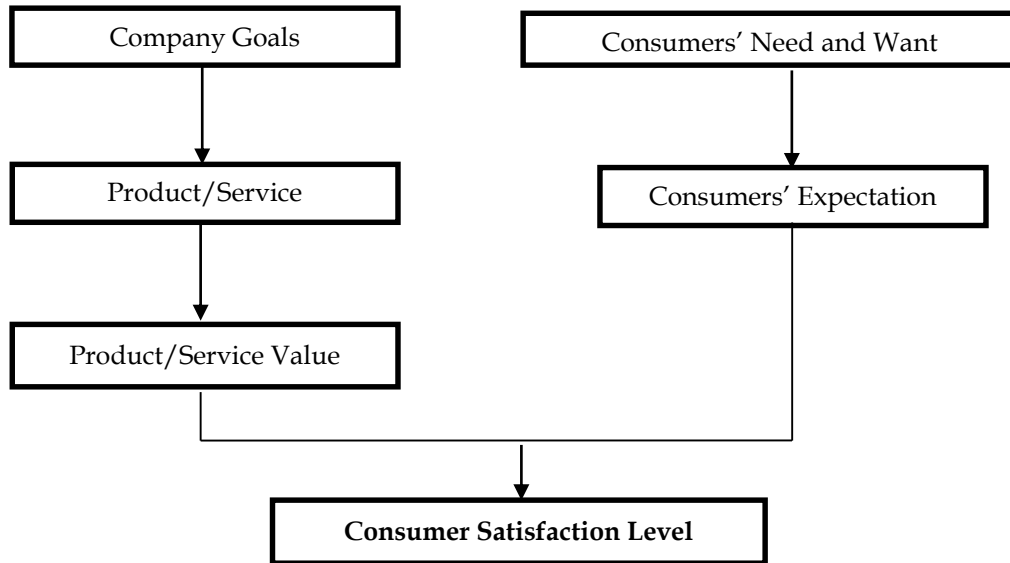 Company Goals
Consumers’ Need and Want
Product/Service
Consumers’ Expectation
Product/Service Value
Consumer Satisfaction Level